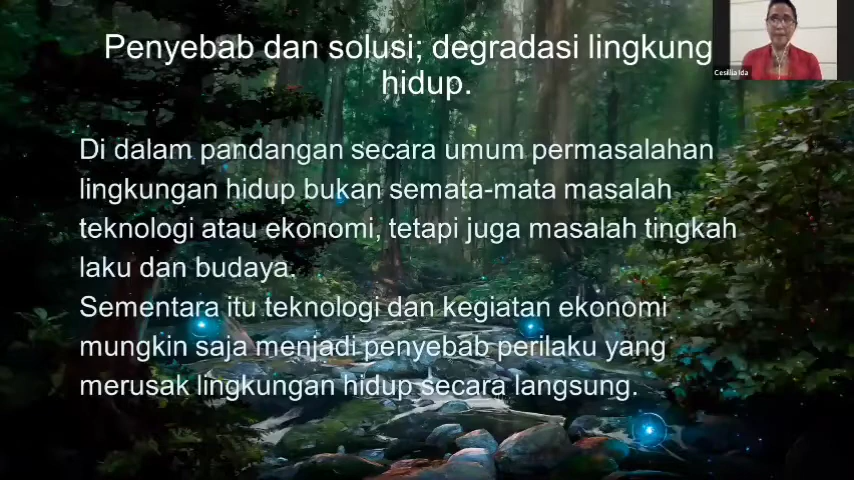 Penyebab dan solusi; degradasi lingkung
hidup.
Cesillia Ida
Di dalam pandangan secara umum permasalahan
lingkungan hidup bukan semata-mata masalah
teknologi atau ekonomi, tetapi juga masalah tingkah
laku dan budaya.
Sementara itu teknologi dan kegiatan ekonomi
mungkin saja menjadi penyebab perilaku yang
merusak lingkungan hidup secara langsung.